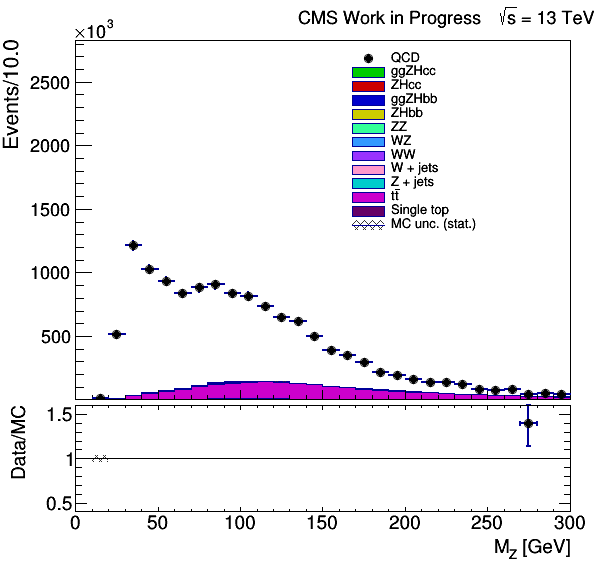 CMS Work in Progress √s = 13 TeV
×10³
Events/10.0
2500
2000
1500
1000
500
QCD
ggZHcc
ZHcc
ggZHbb
ZHbb
ZZ
WZ
WW
W + jets
Z + jets
tt̄
Single top
MC unc. (stat.)
Data/MC
1.5
1
0.5
0 50 100 150 200 250 300
M_Z [GeV]